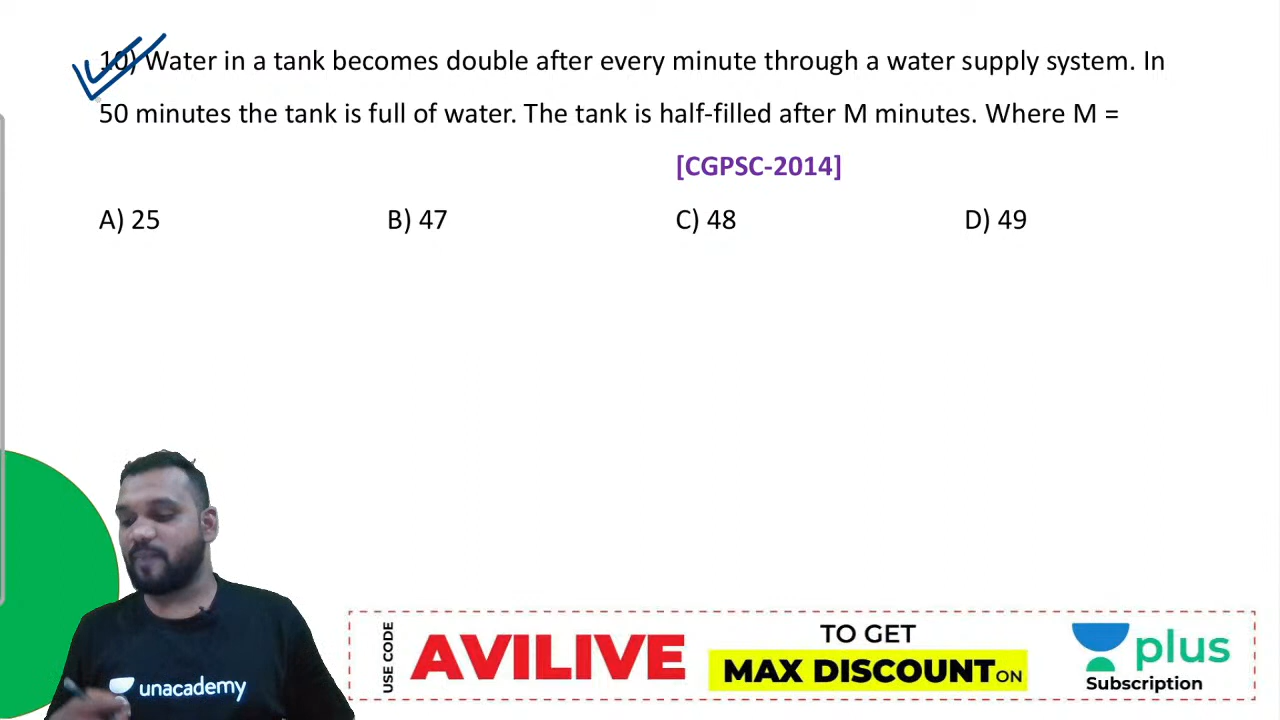 10) Water in a tank becomes double after every minute through a water supply system. In
50 minutes the tank is full of water. The tank is half-filled after M minutes. Where M =
[CGPSC-2014]
A) 25 B) 47 C) 48 D) 49
unacademy
USE CODE
AVILIVE
TO GET
MAX DISCOUNT ON
plus
Subscription